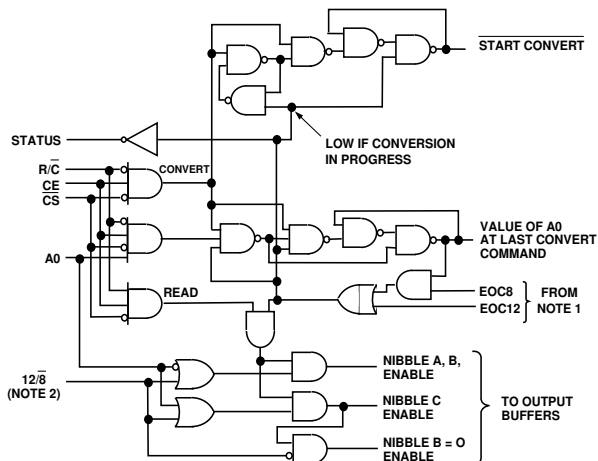 START CONVERT
STATUS
LOW IF CONVERSION
IN PROGRESS
R/C
CONVERT
CE
CS
VALUE OF A0
AT LAST CONVERT
COMMAND
A0
READ
EOC8
EOC12
FROM
NOTE 1
NIBBLE A, B,
ENABLE
12/8
(NOTE 2)
NIBBLE C
ENABLE
TO OUTPUT
BUFFERS
NIBBLE B = O
ENABLE